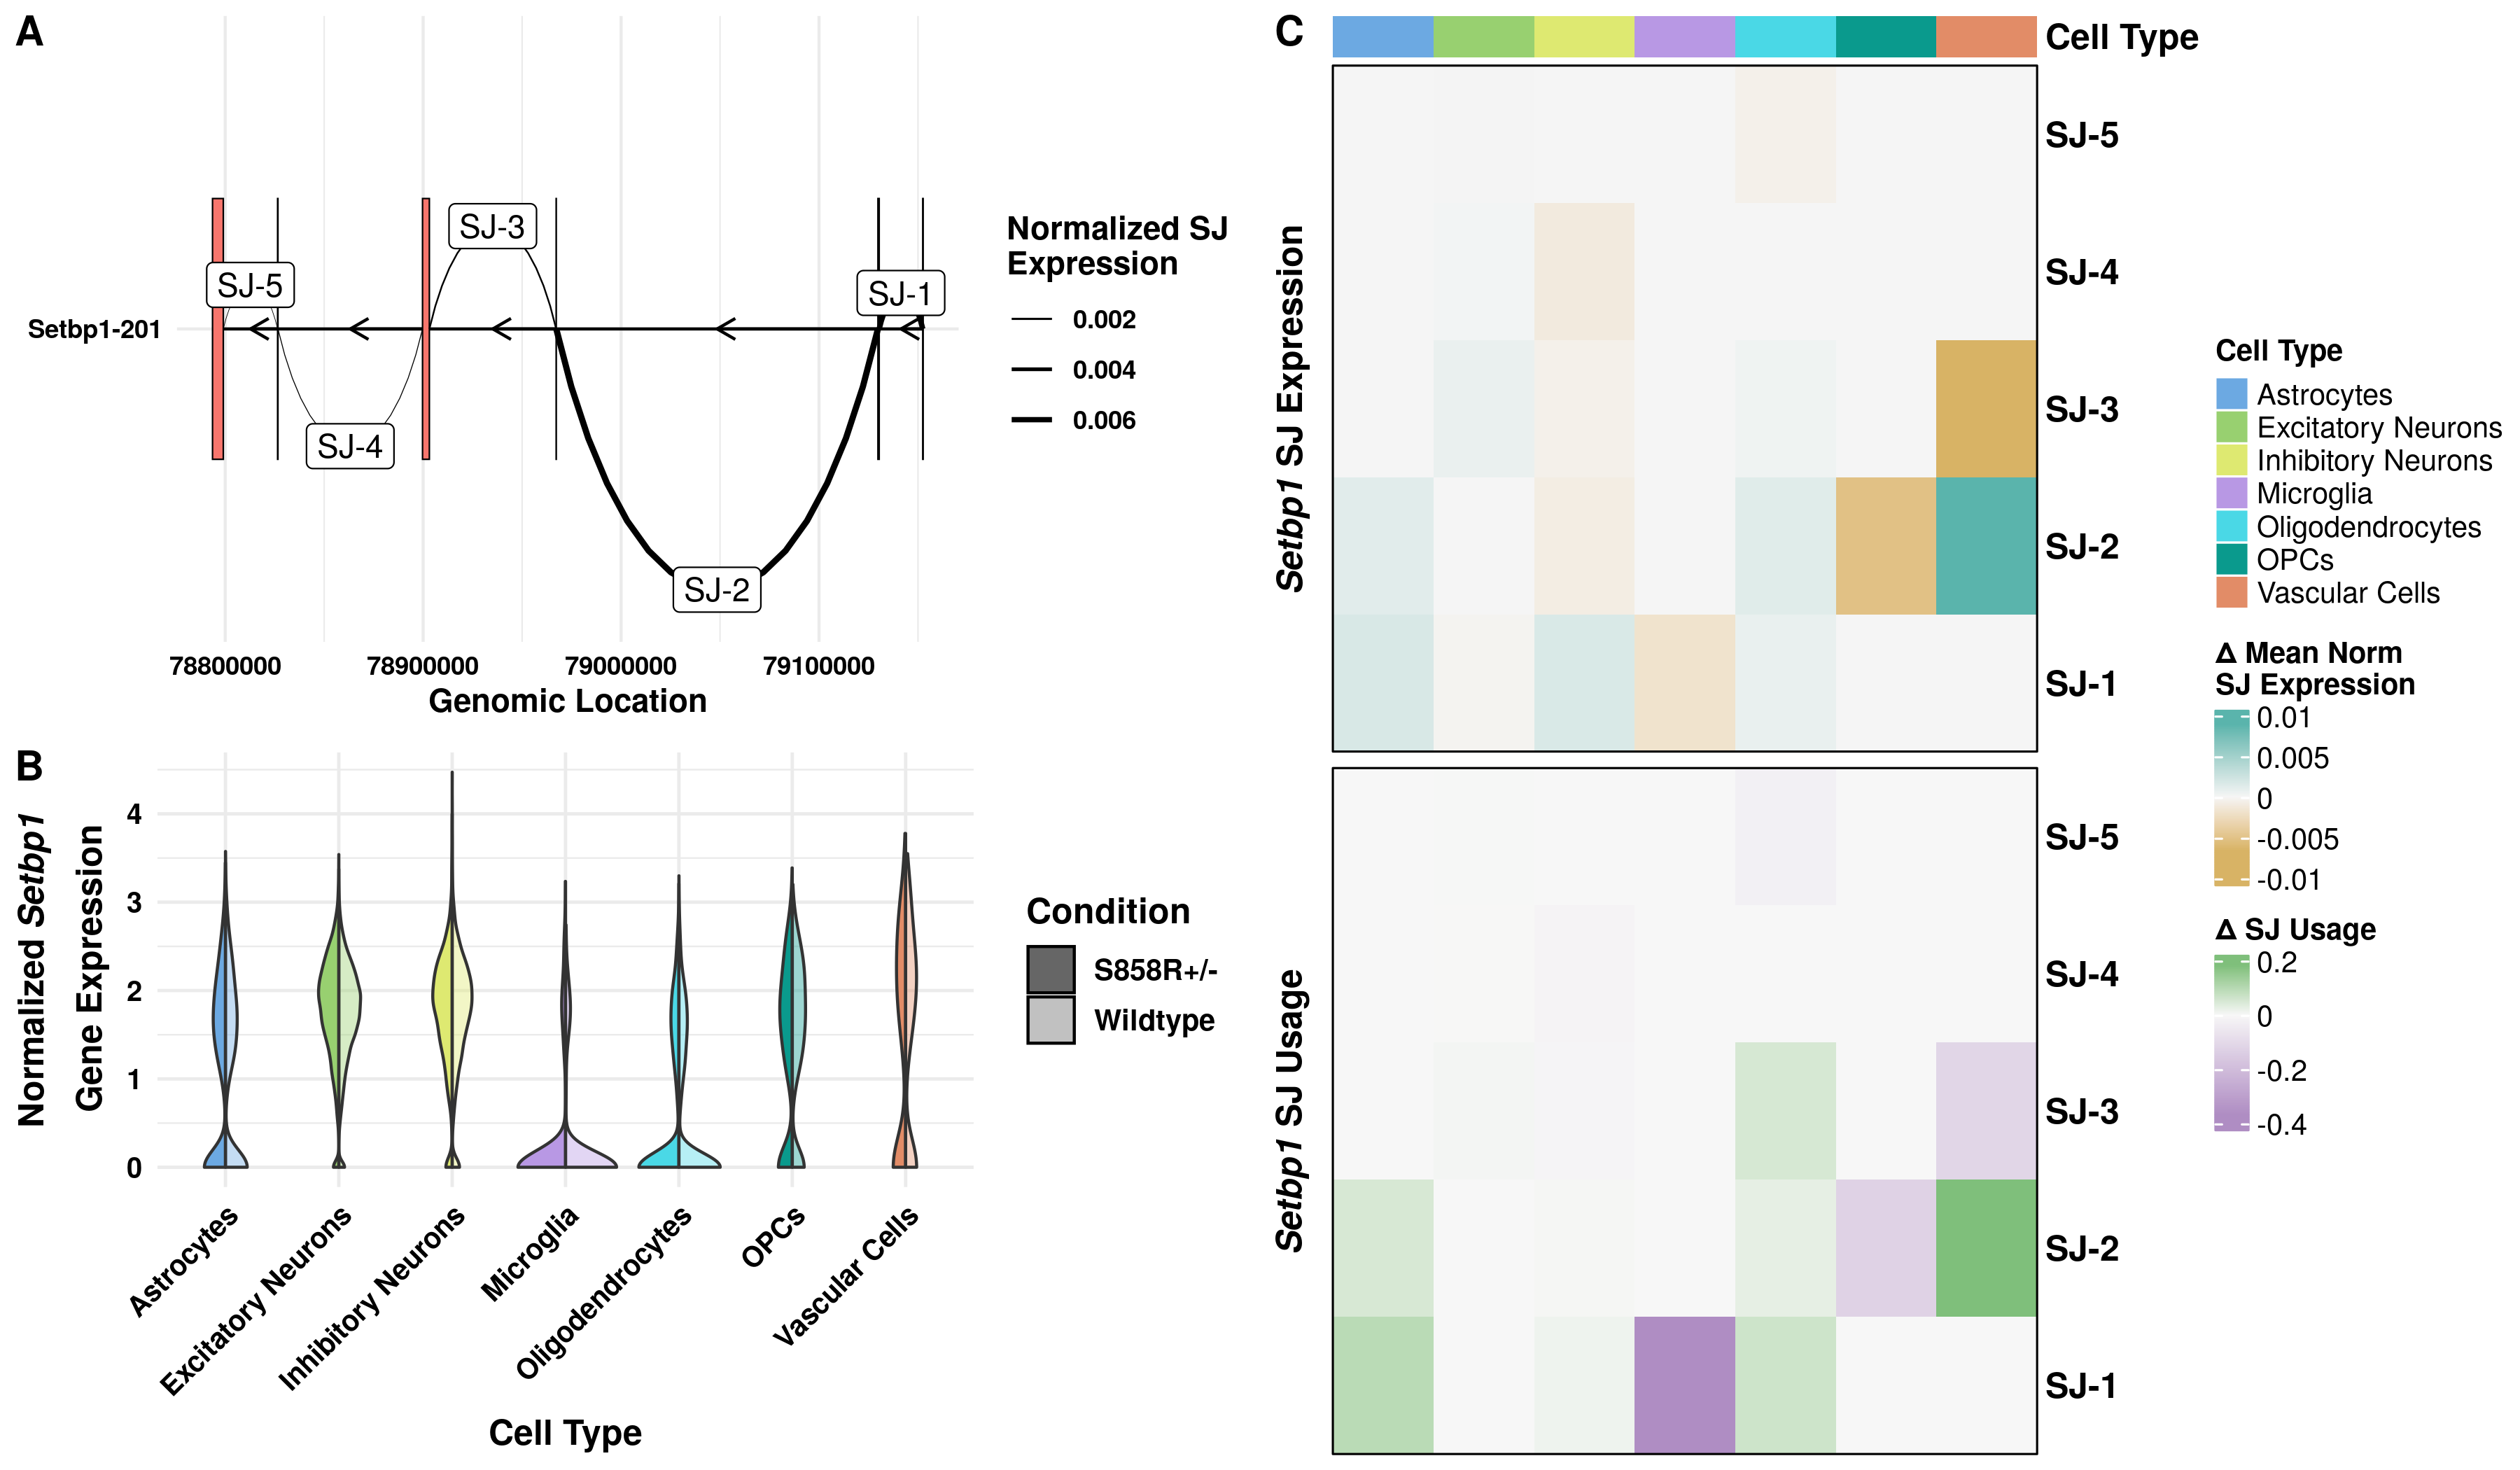 A
SJ-3
SJ-5
SJ-1
Setbp1-201
SJ-4
SJ-2
78800000
78900000
79000000
79100000
Genomic Location
Normalized SJ
Expression
0.002
0.004
0.006
B
Normalized Setbp1
Gene Expression
4
3
2
1
0
Astrocytes
Excitatory Neurons
Inhibitory Neurons
Microglia
Oligodendrocytes
OPCs
Vascular Cells
Cell Type
Condition
S858R+/-
Wildtype
C
Cell Type
Setbp1 SJ Expression
SJ-5
SJ-4
SJ-3
SJ-2
SJ-1
Setbp1 SJ Usage
SJ-5
SJ-4
SJ-3
SJ-2
SJ-1
Cell Type
Astrocytes
Excitatory Neurons
Inhibitory Neurons
Microglia
Oligodendrocytes
OPCs
Vascular Cells
Δ Mean Norm
SJ Expression
0.01
0.005
0
-0.005
-0.01
Δ SJ Usage
0.2
0
-0.2
-0.4